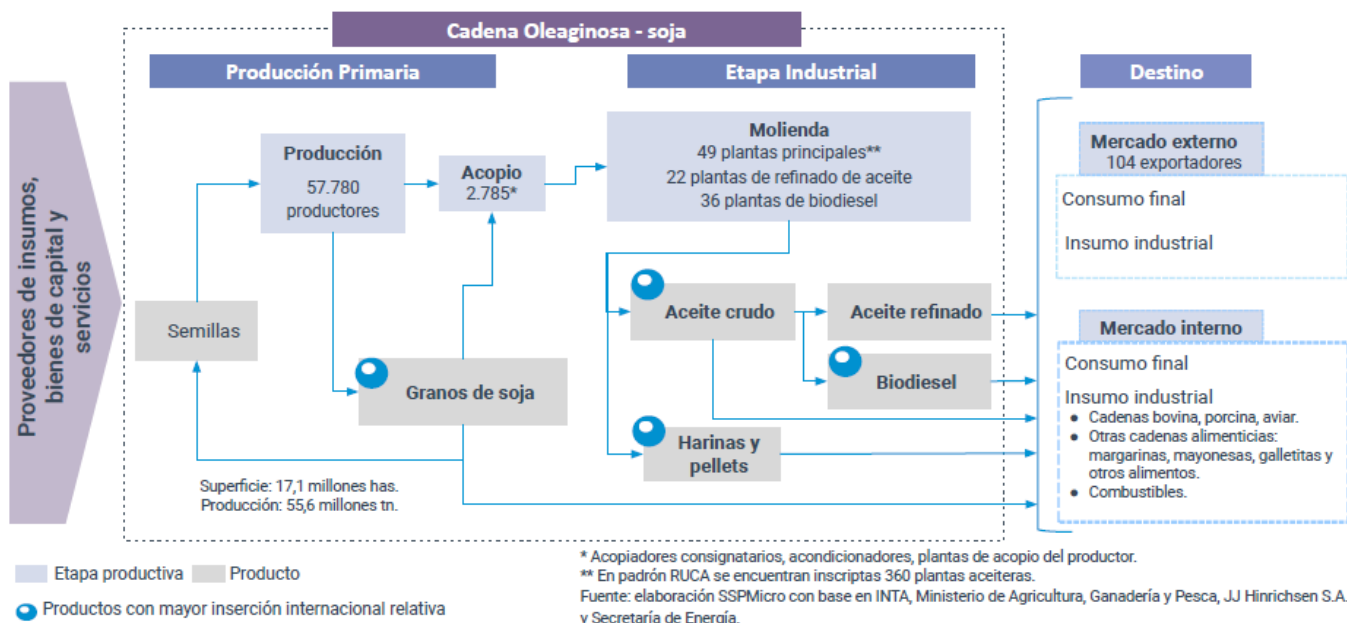 Cadena Oleaginosa - soja
Producción Primaria
Etapa Industrial
Destino
Proveedores de insumos,
bienes de capital y
servicios
Producción
57.780
productores
Acopio
2.785*
Molienda
49 plantas principales**
22 plantas de refinado de aceite
36 plantas de biodiesel
Mercado externo
104 exportadores
Consumo final
Insumo industrial
Semillas
Granos de soja
Aceite crudo
Aceite refinado
Biodiesel
Harinas y
pellets
Mercado interno
Consumo final
Insumo industrial
● Cadenas bovina, porcina, aviar.
● Otras cadenas alimenticias:
margarinas, mayonesas, galletitas y
otros alimentos.
● Combustibles.
Superficie: 17,1 millones has.
Producción: 55,6 millones tn.
Etapa productiva
Producto
Productos con mayor inserción internacional relativa
* Acopiadores consignatarios, acondicionadores, plantas de acopio del productor.
** En padrón RUCA se encuentran inscriptas 360 plantas aceiteras.
Fuente: elaboración SSPMicro con base en INTA, Ministerio de Agricultura, Ganadería y Pesca, JJ Hinrichsen S.A.
y Secretaría de Energía.